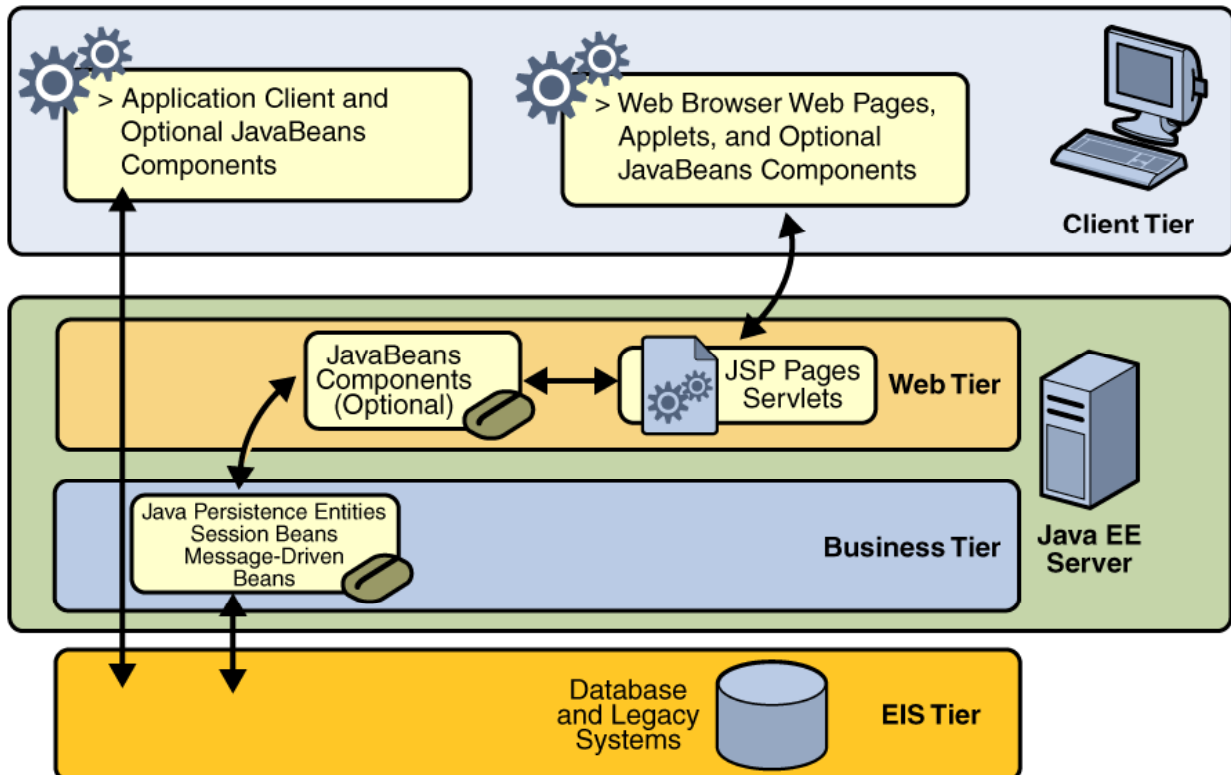 > Application Client and
Optional JavaBeans
Components
> Web Browser Web Pages,
Applets, and Optional
JavaBeans Components
Client Tier
JavaBeans
Components
(Optional)
JSP Pages
Servlets
Web Tier
Java Persistence Entities
Session Beans
Message-Driven
Beans
Business Tier
Java EE
Server
Database
and Legacy
Systems
EIS Tier